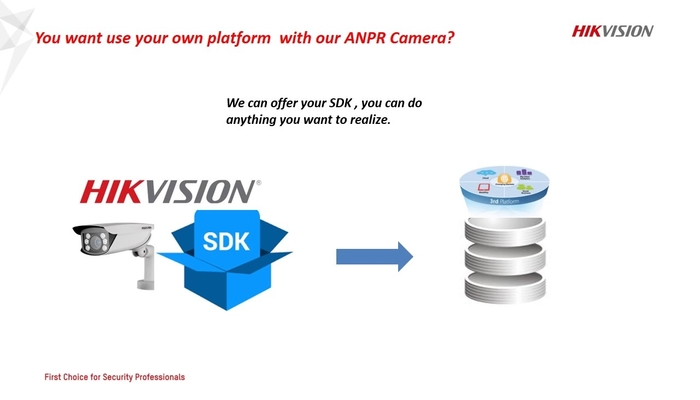 You want use your own platform with our ANPR Camera?
HIKVISION
We can offer your SDK , you can do
anything you want to realize.
HIKVISION®
SDK
3rd Platform
First Choice for Security Professionals